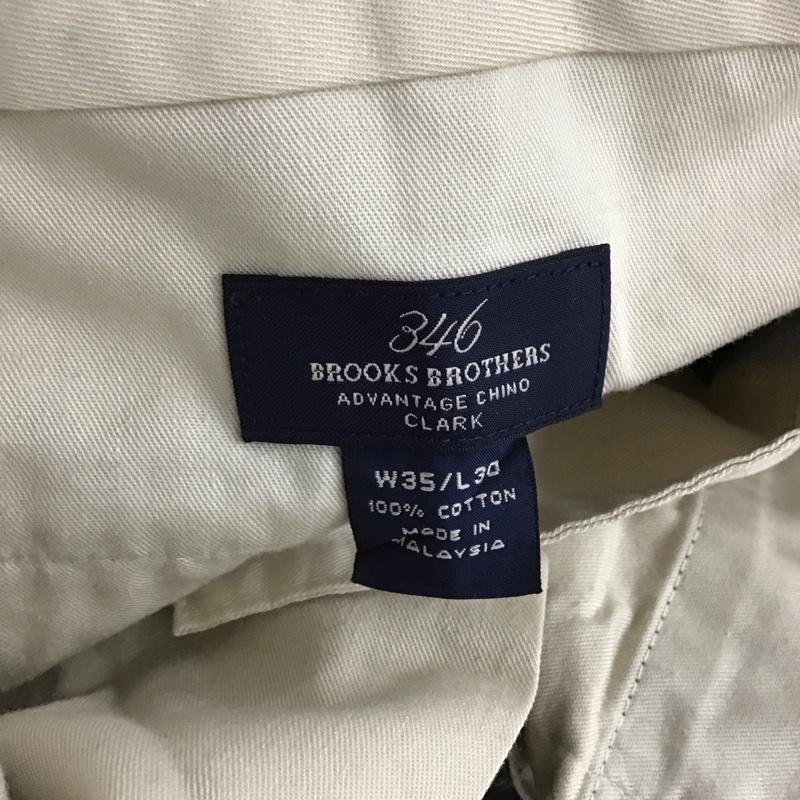 346
BROOKS BROTHERS
ADVANTAGE CHINO
CLARK
W35/L30
100% COTTON
MADE IN
MALAYSIA